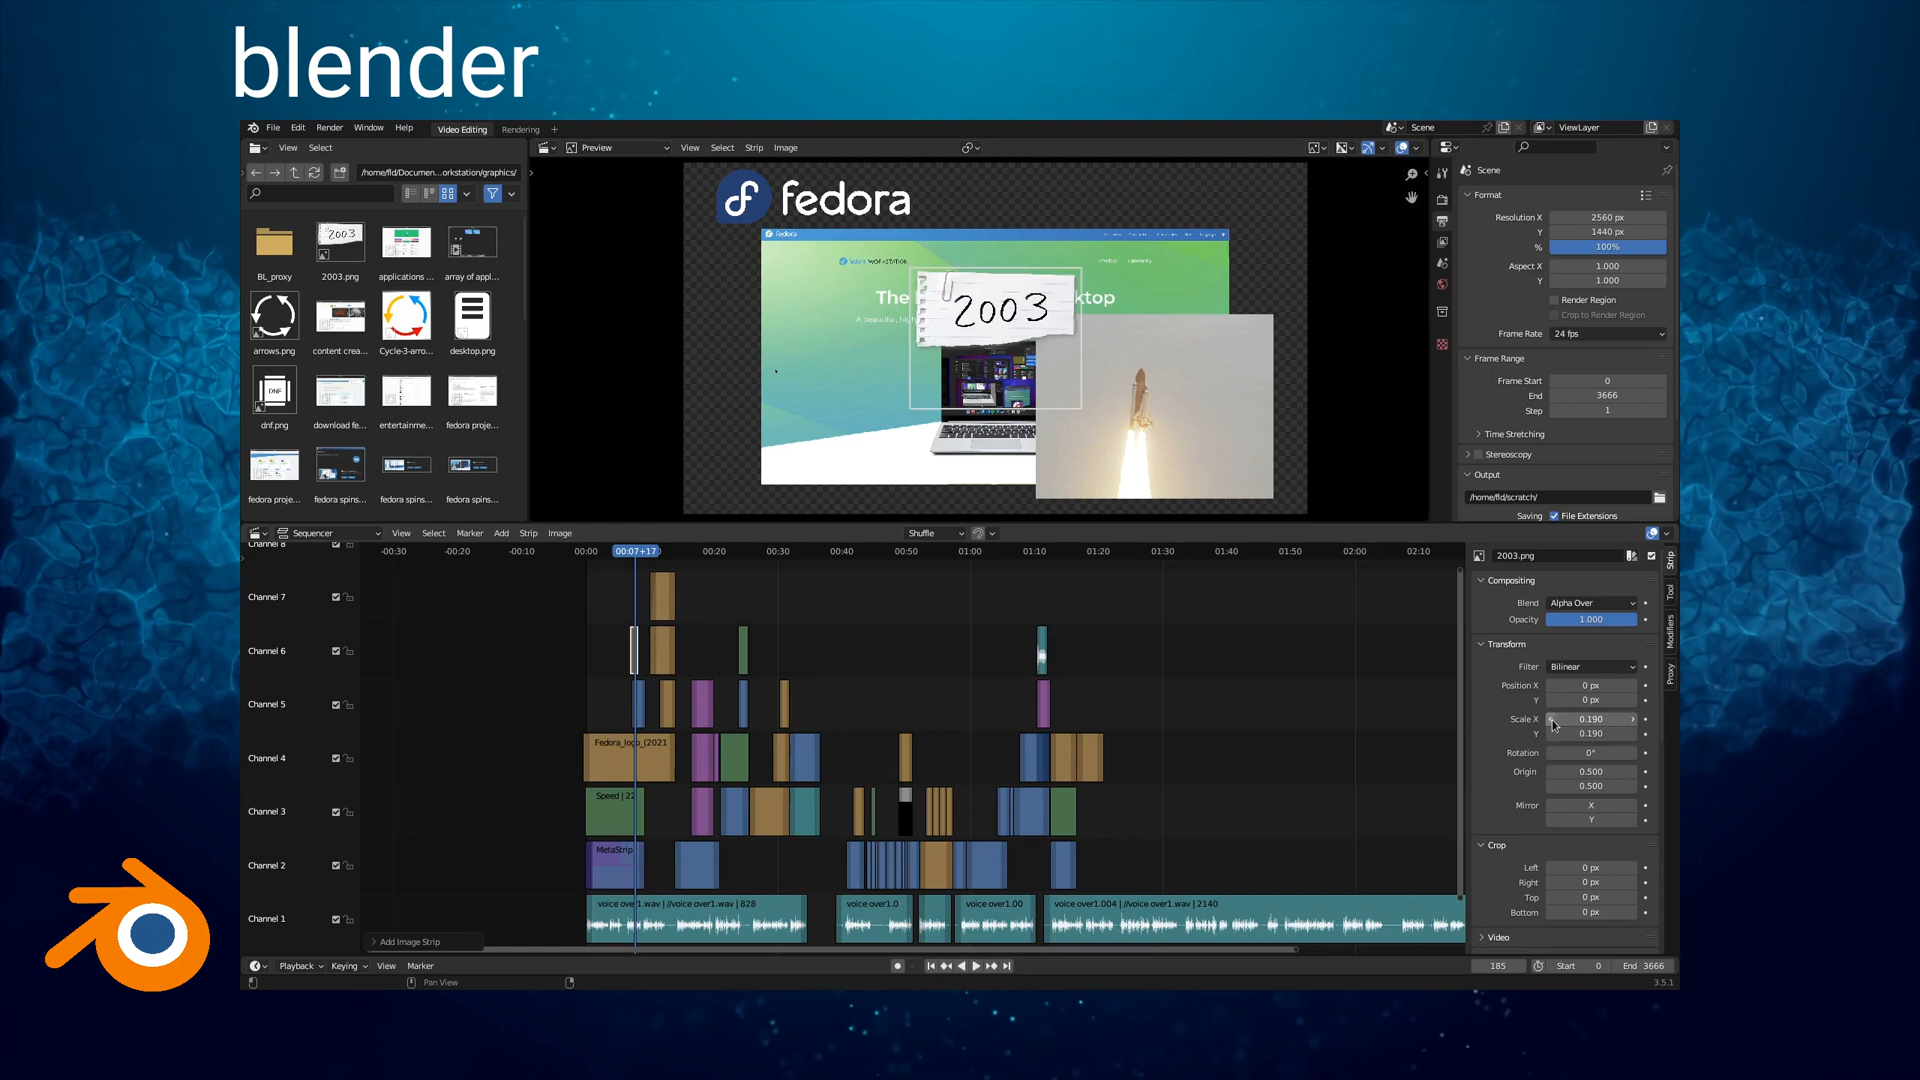 blender
File Edit Render Window Help Video Editing Rendering +
Scene ViewLayer
View Select
Preview View Select Strip Image
/home/fld/Documen...orkstation/graphics/
Scene
BL_proxy 2003.png applications ... array of appl...
arrows.png content crea... Cycle-3-arro... desktop.png
DNF
dnf.png download fe... entertainme... fedora proje...
fedora proje... fedora spins... fedora spins... fedora spins...
fedora
fedora
fedora WORKSTATION
The ktop
A beautiful, hig
2003
Format
Resolution X 2560 px
Y 1440 px
% 100%
Aspect X 1.000
Y 1.000
Render Region
Crop to Render Region
Frame Rate 24 fps
Frame Range
Frame Start 0
End 3666
Step 1
Time Stretching
Stereoscopy
Output
/home/fld/scratch/
Saving File Extensions
Sequencer View Select Marker Add Strip Image Shuffle
Channel 8 -00:30 -00:20 -00:10 00:00 00:07+17 00:20 00:30 00:40 00:50 01:00 01:10 01:20 01:30 01:40 01:50 02:00 02:10
Channel 7
Channel 6
Channel 5
Channel 4 Fedora_logo_(2021
Channel 3 Speed | 22
Channel 2 MetaStrip
Channel 1 voice over1.wav | //voice over1.wav | 828 voice over1.0 voice over1.00 voice over1.004 | //voice over1.wav | 2140
Add Image Strip
2003.png
Strip
Tool
Modifiers
Proxy
Compositing
Blend Alpha Over
Opacity 1.000
Transform
Filter Bilinear
Position X 0 px
Y 0 px
Scale X 0.190
Y 0.190
Rotation 0°
Origin 0.500
0.500
Mirror X
Y
Crop
Left 0 px
Right 0 px
Top 0 px
Bottom 0 px
Video
Playback Keying View Marker 185 Start 0 End 3666
Pan View 3.5.1